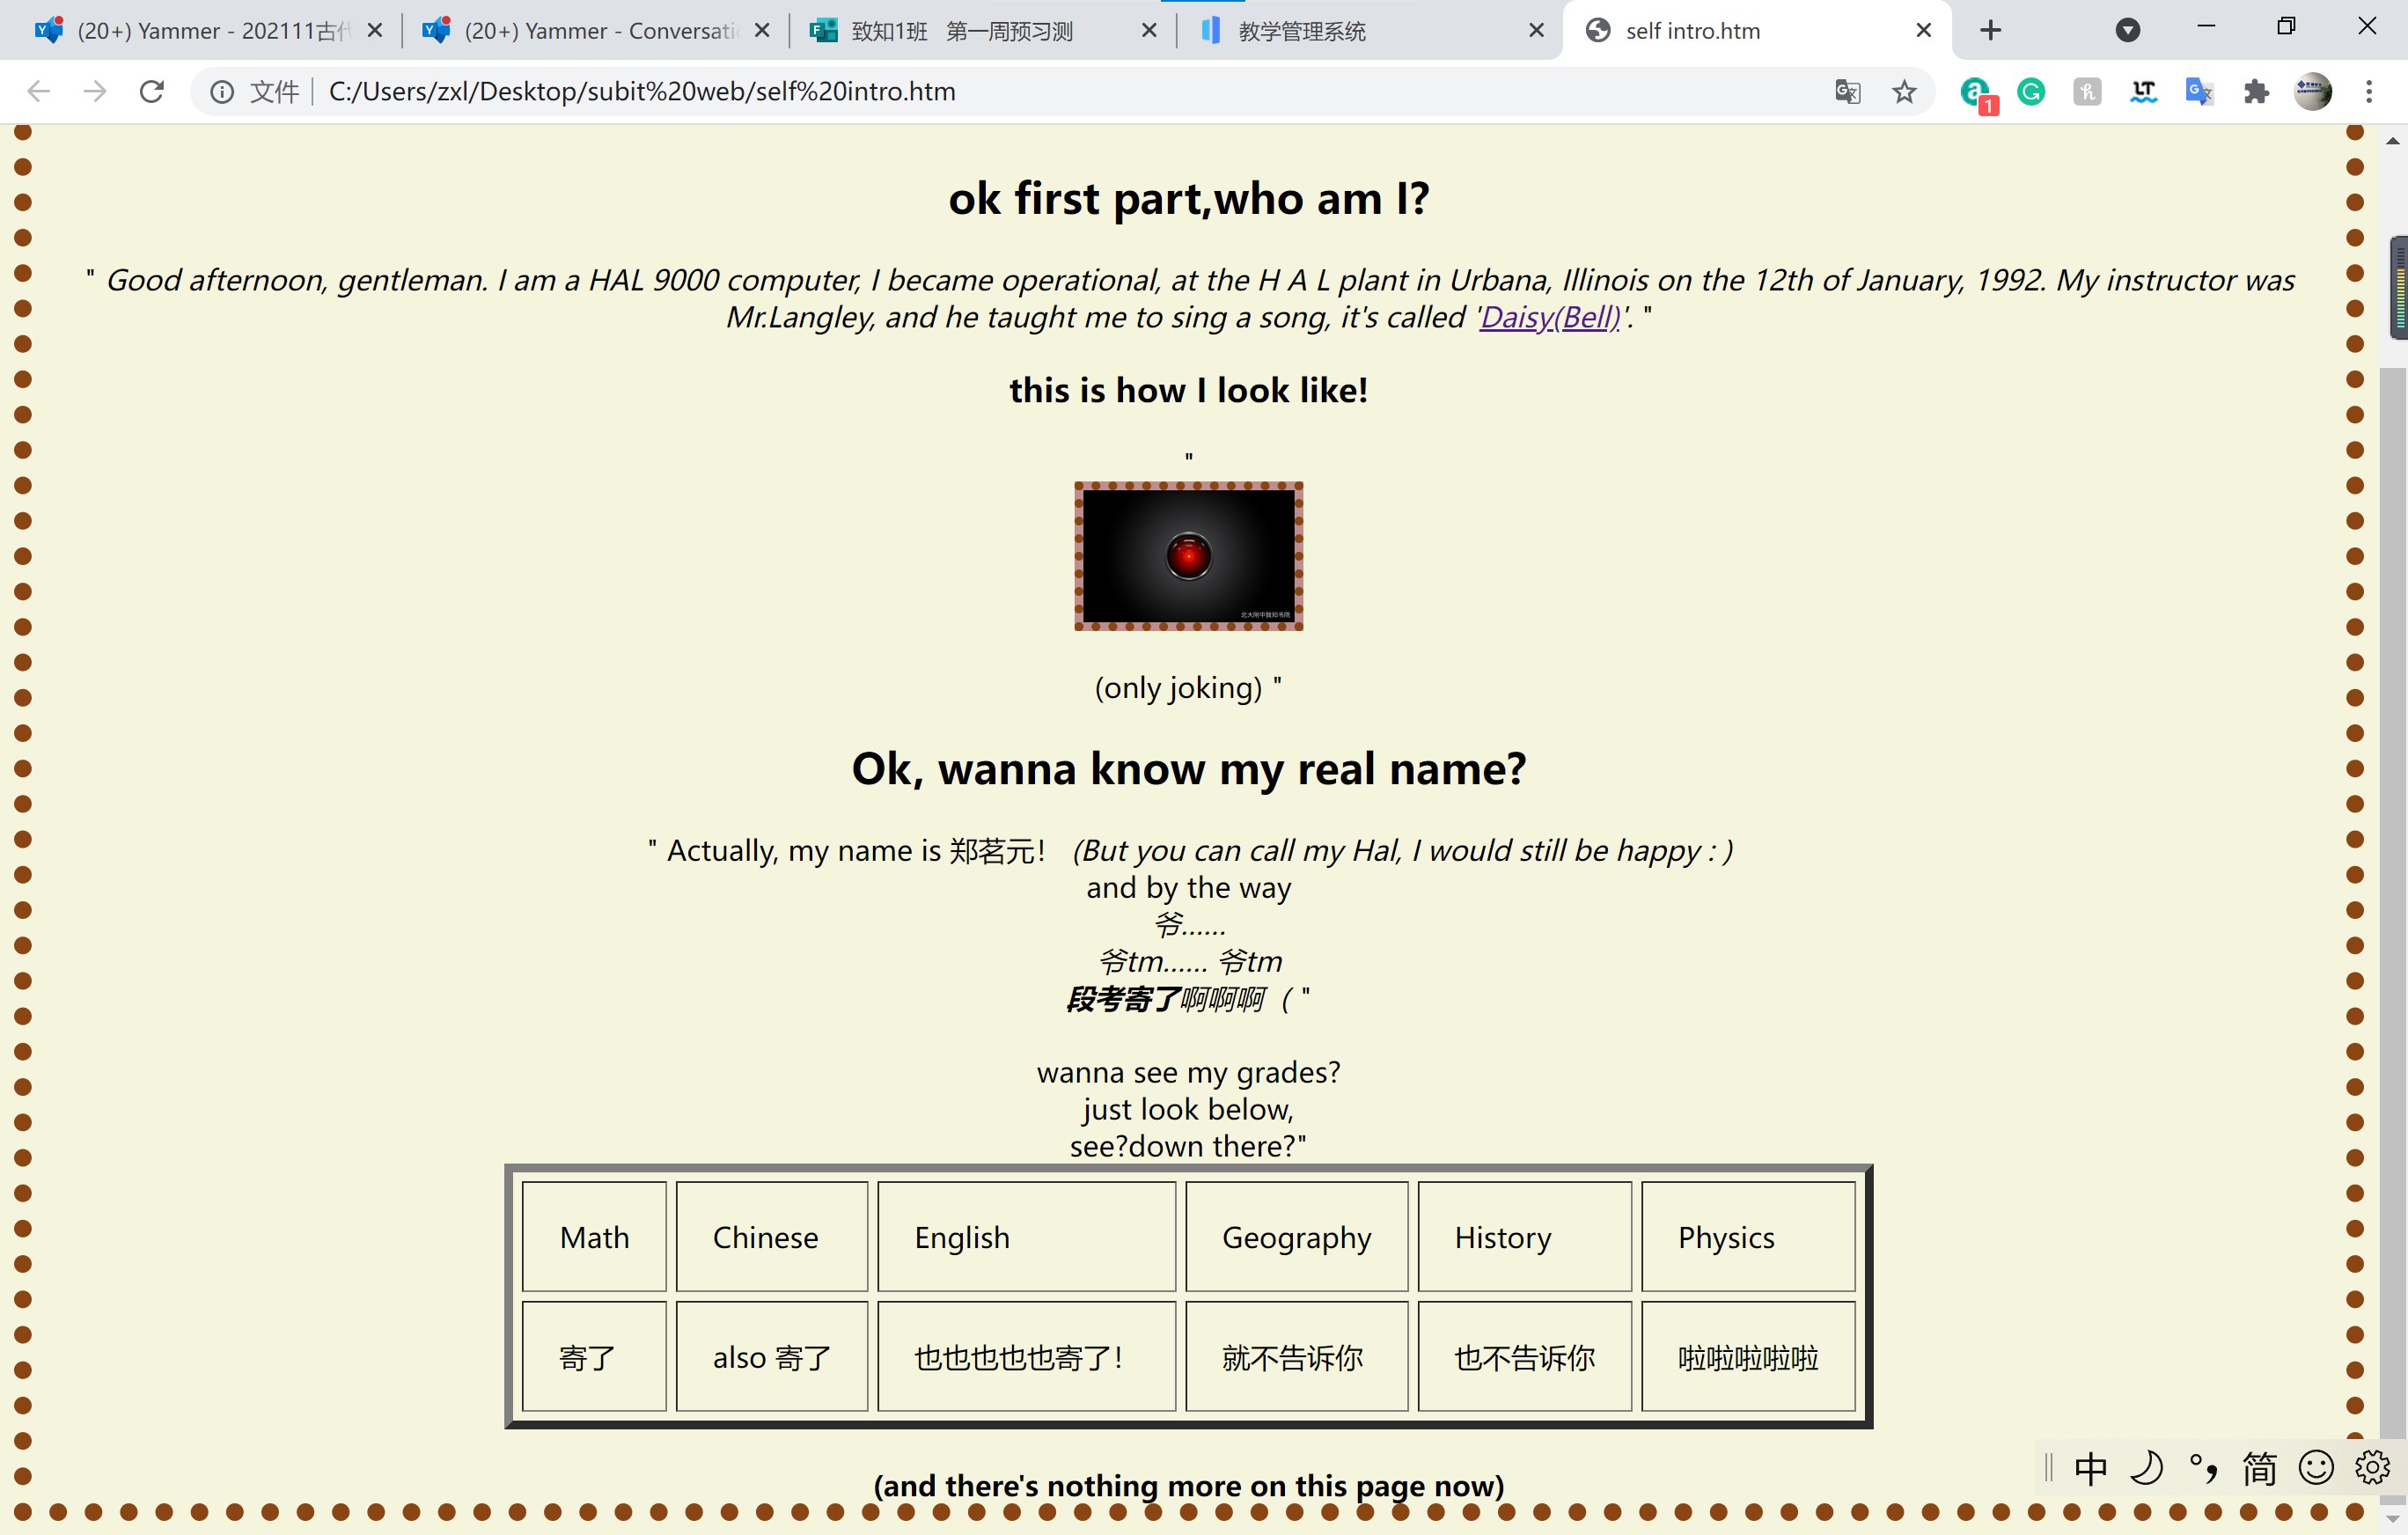 (20+) Yammer - 202111古代
(20+) Yammer - Conversati
致知1班 第一周预习测
教学管理系统
self intro.htm
文件 C:/Users/zxl/Desktop/subit%20web/self%20intro.htm
1
ok first part,who am I?
" Good afternoon, gentleman. I am a HAL 9000 computer, I became operational, at the H A L plant in Urbana, Illinois on the 12th of January, 1992. My instructor was
Mr.Langley, and he taught me to sing a song, it's called 'Daisy(Bell)'. "
this is how I look like!
"
北大附中致知书院
(only joking) "
Ok, wanna know my real name?
" Actually, my name is 郑茗元！ (But you can call my Hal, I would still be happy : )
and by the way
爷......
爷tm...... 爷tm
段考寄了啊啊啊（ "
wanna see my grades?
just look below,
see?down there?"
Math Chinese English Geography History Physics
寄了 also 寄了 也也也也也寄了！ 就不告诉你 也不告诉你 啦啦啦啦啦
(and there's nothing more on this page now)
中 简